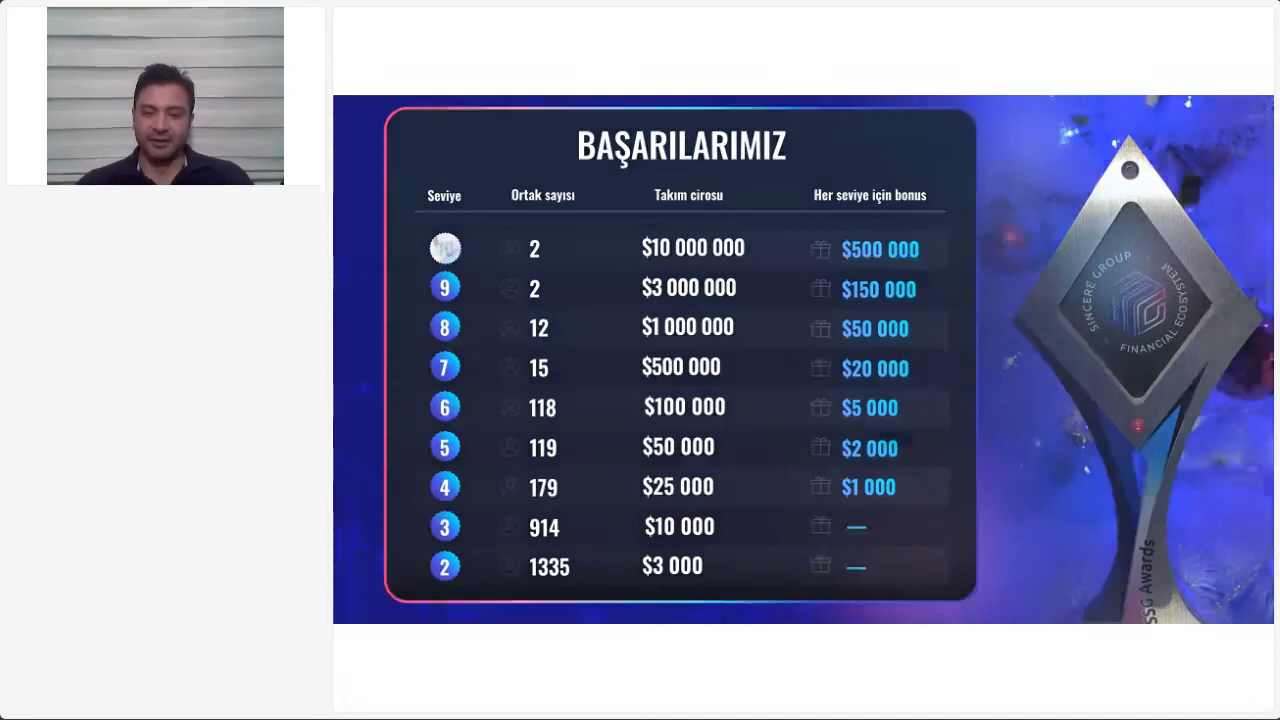 BAŞARILARIMIZ
Seviye Ortak sayısı Takım cirosu Her seviye için bonus
10 2 $10 000 000 $500 000
9 2 $3 000 000 $150 000
8 12 $1 000 000 $50 000
7 15 $500 000 $20 000
6 118 $100 000 $5 000
5 119 $50 000 $2 000
4 179 $25 000 $1 000
3 914 $10 000 —
2 1335 $3 000 —
SINCERE GROUP
FINANCIAL ECOSYSTEM
SSG Awards